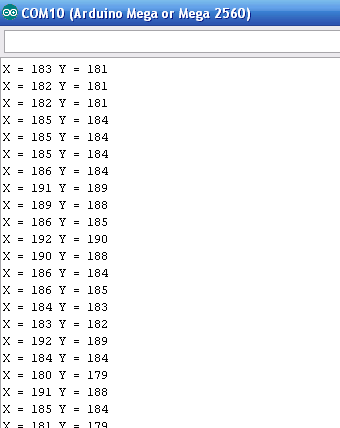 COM10 (Arduino Mega or Mega 2560)
X = 183 Y = 181
X = 182 Y = 181
X = 182 Y = 181
X = 185 Y = 184
X = 185 Y = 184
X = 185 Y = 184
X = 186 Y = 184
X = 191 Y = 189
X = 189 Y = 188
X = 186 Y = 185
X = 192 Y = 190
X = 190 Y = 188
X = 186 Y = 184
X = 186 Y = 185
X = 184 Y = 183
X = 183 Y = 182
X = 192 Y = 189
X = 184 Y = 184
X = 180 Y = 179
X = 191 Y = 188
X = 185 Y = 184
X = 181 Y = 179